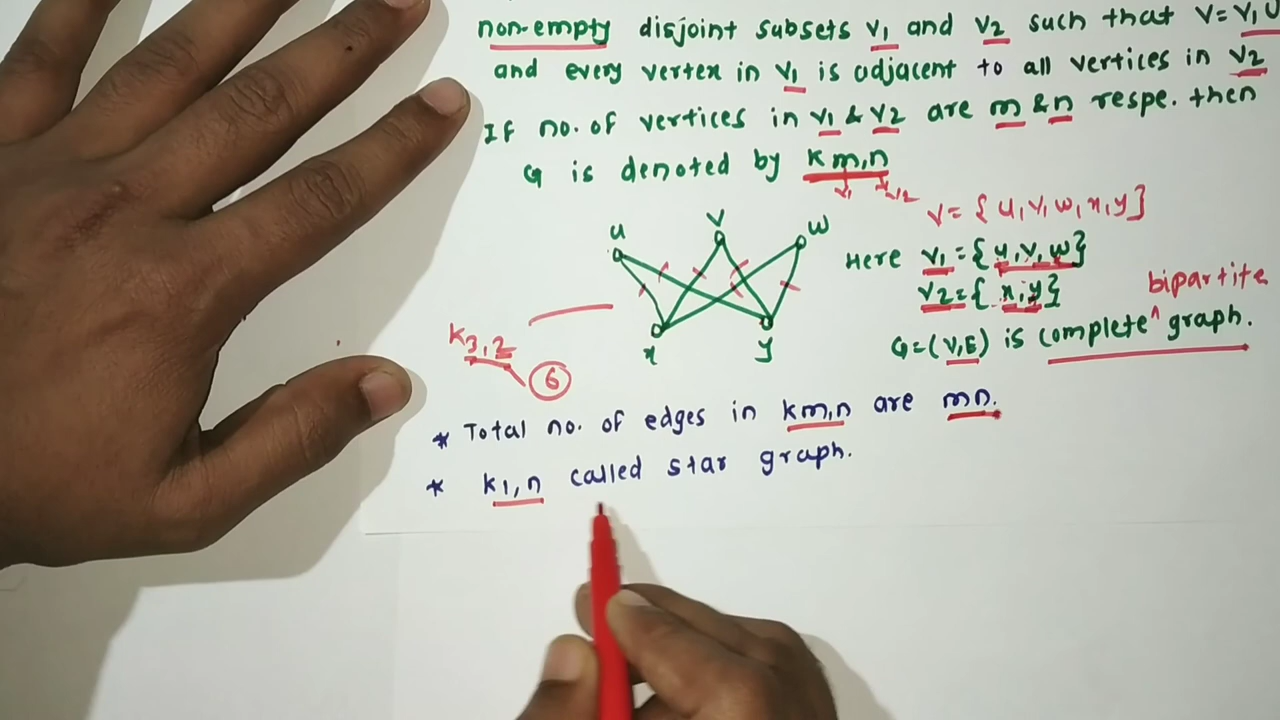 non-empty disjoint subsets V1 and V2 such that V=V1U
and every vertex in V1 is adjacent to all vertices in V2
If no. of vertices in V1 & V2 are m & n respe. then
G is denoted by Km,n
V1 V2
V={u,v,w,x,y}
u v w
Here V1={u,v,w}
V2={x,y}
bipartite
G=(V,E) is complete ^ graph.
x y
K3,2
6
* Total no. of edges in km,n are mn.
* K1,n called star graph.